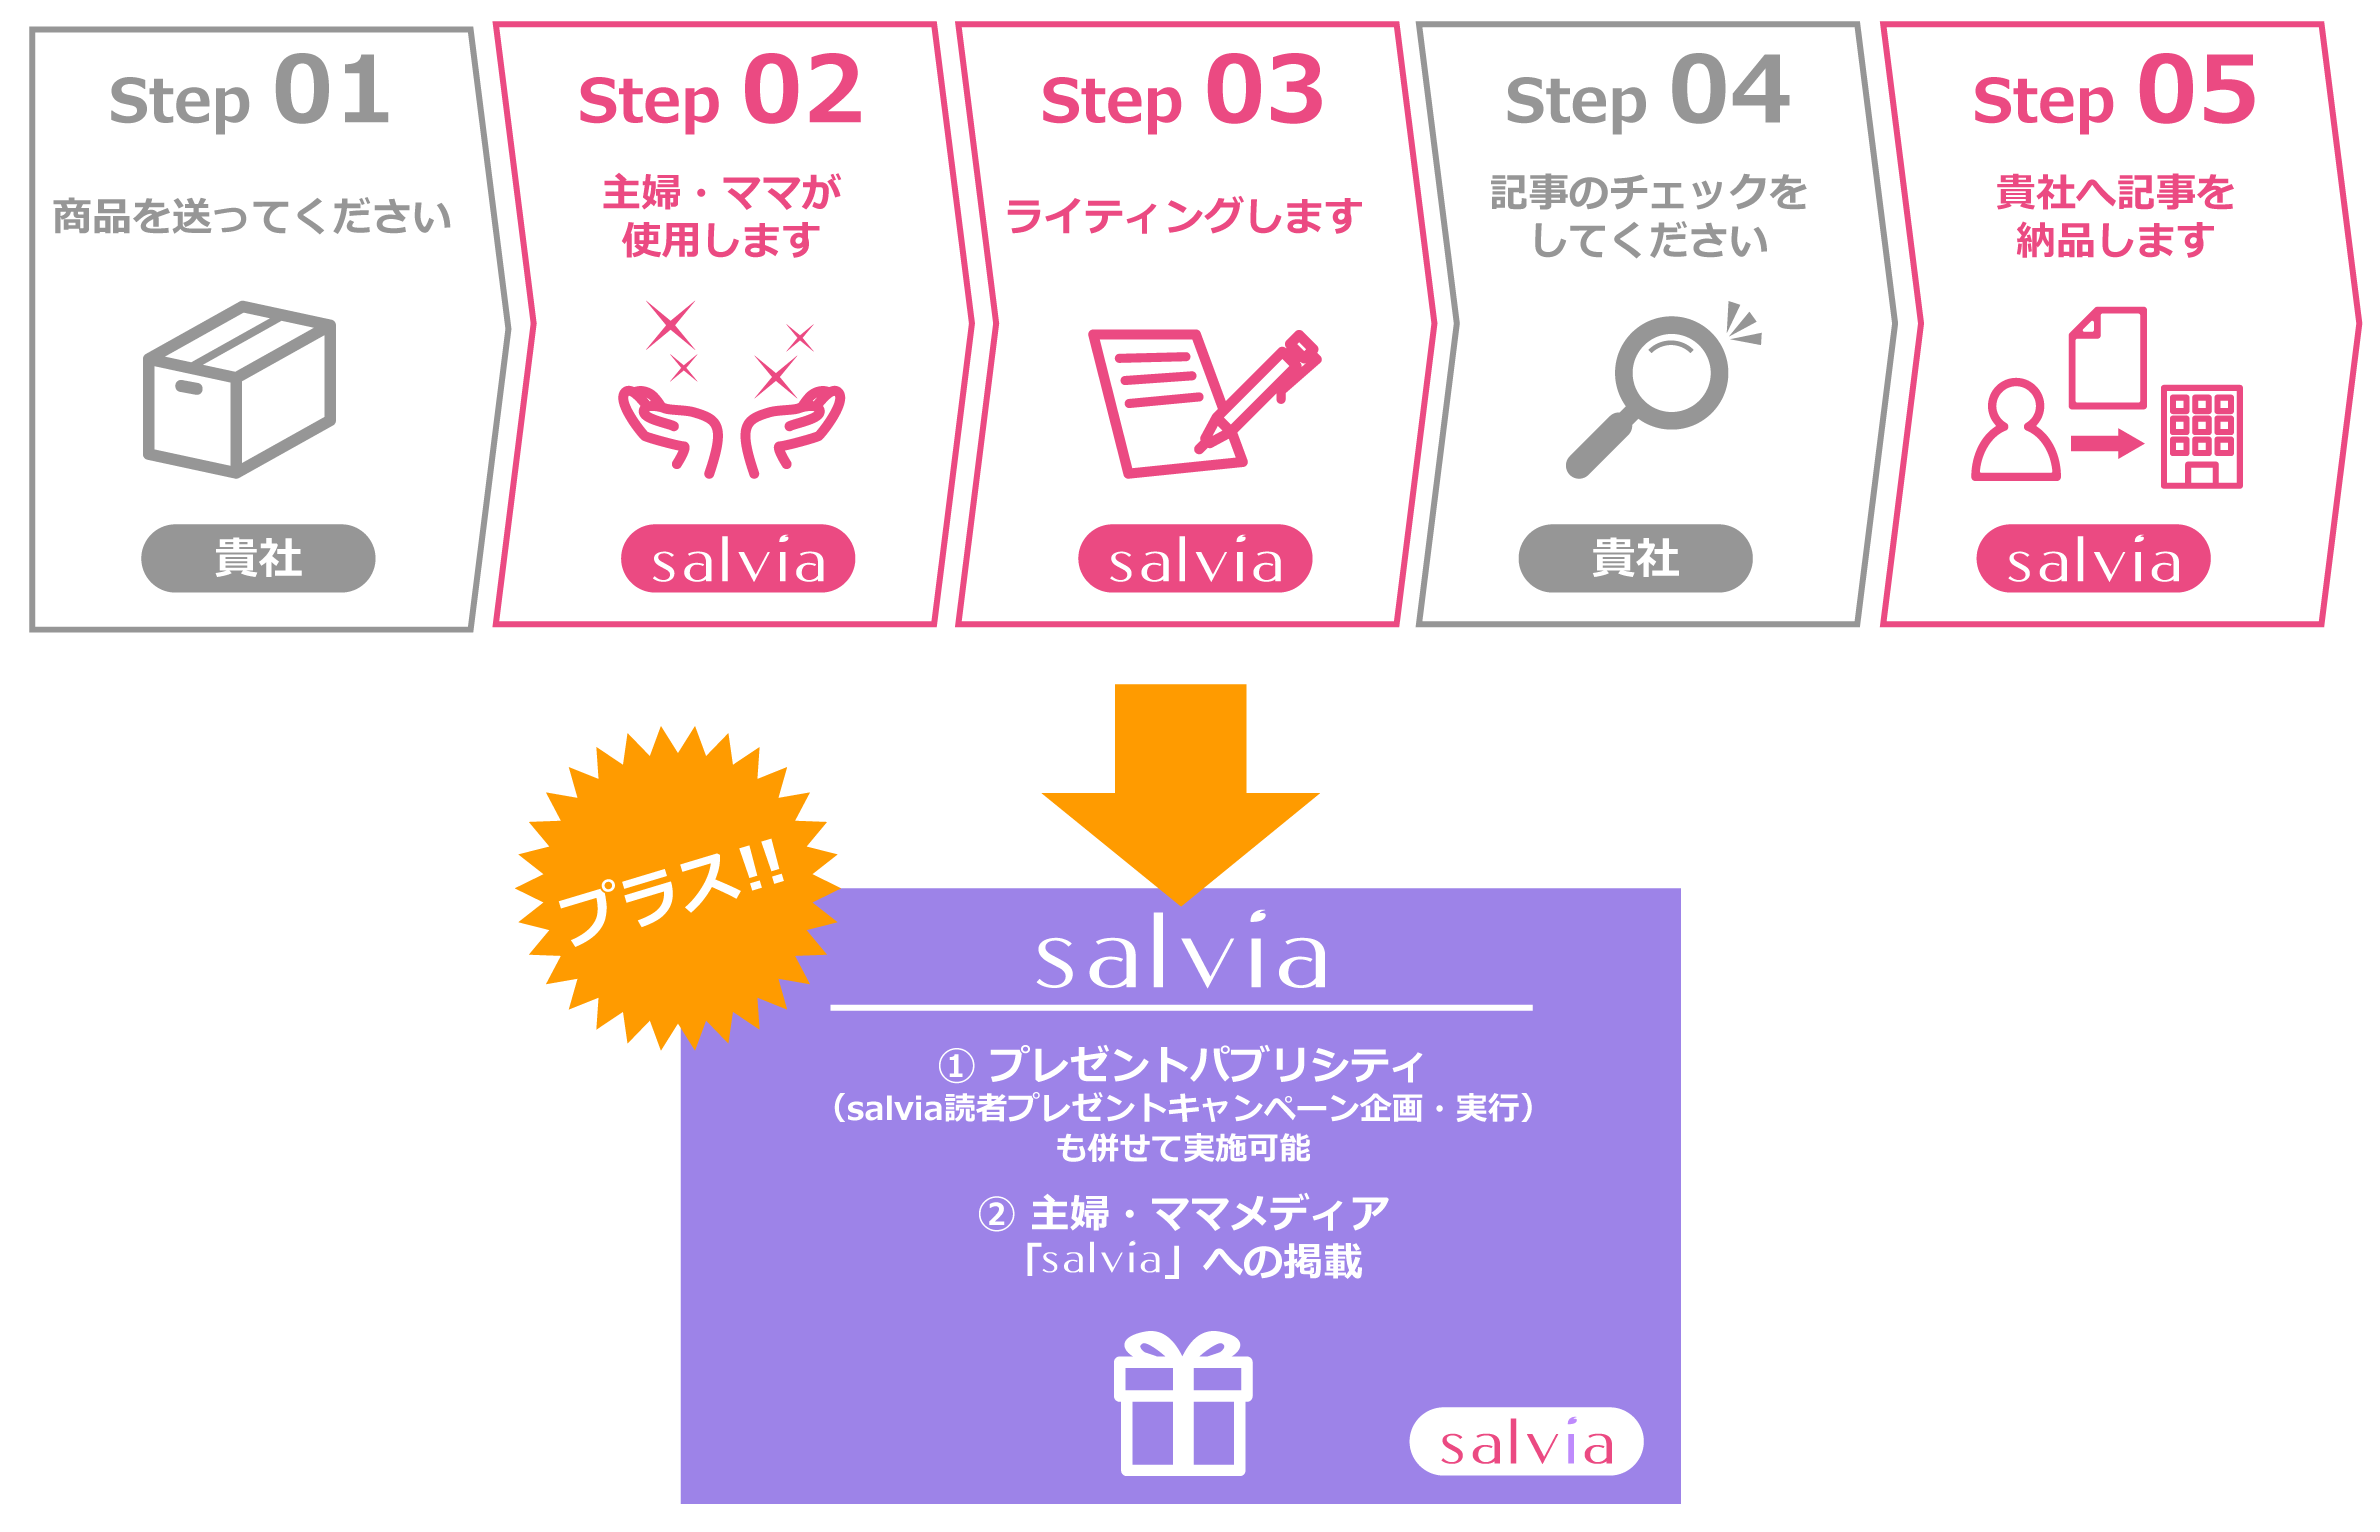 Step 01
商品を送ってください
貴社
Step 02
主婦・ママが
使用します
salvia
Step 03
ライティングします
salvia
Step 04
記事のチェックを
してください
貴社
Step 05
貴社へ記事を
納品します
salvia
プラス!!
salvia
① プレゼントパブリシティ
（salvia読者プレゼントキャンペーン企画・実行）
も併せて実施可能
② 主婦・ママメディア
「salvia」への掲載
salvia